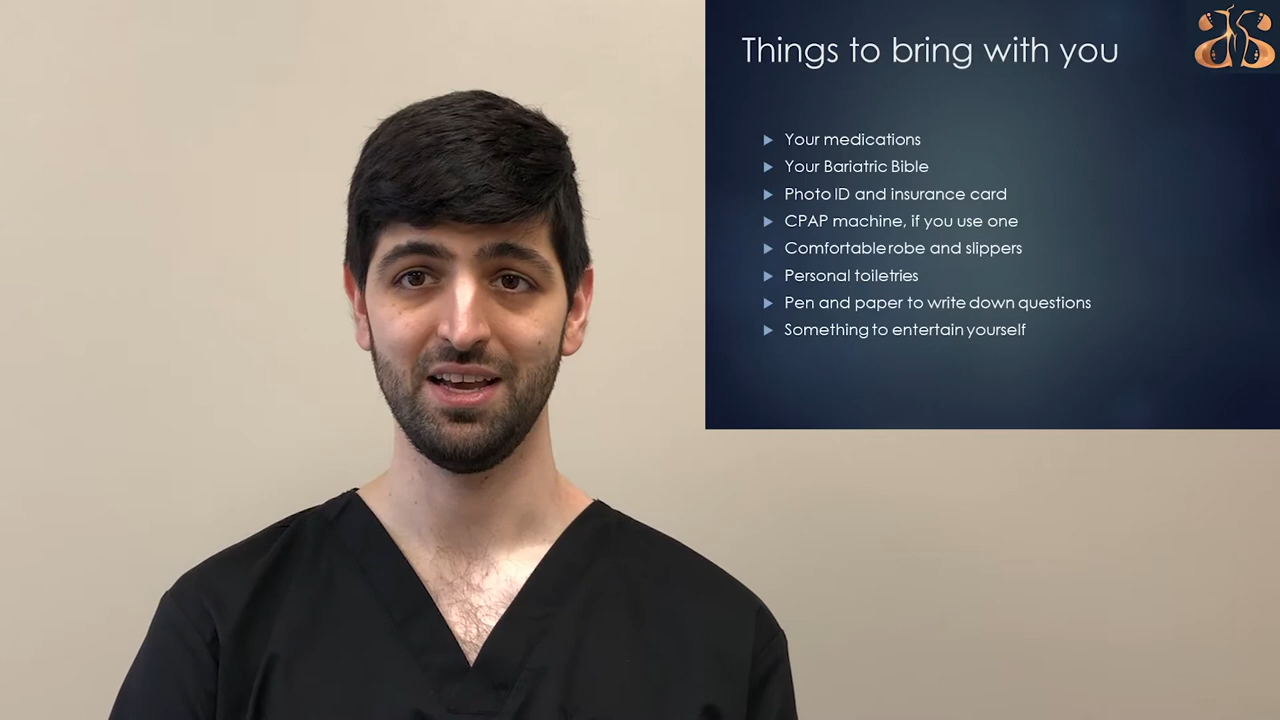 Things to bring with you
Your medications
Your Bariatric Bible
Photo ID and insurance card
CPAP machine, if you use one
Comfortable robe and slippers
Personal toiletries
Pen and paper to write down questions
Something to entertain yourself